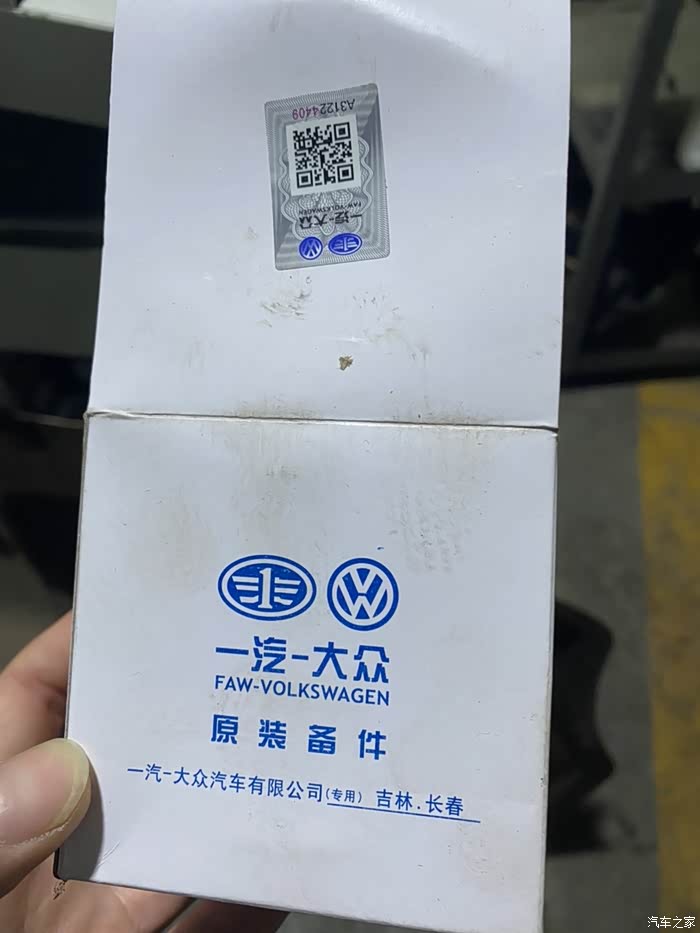 A31224409
FAW-VOLKSWAGEN
一汽-大众
一汽-大众
FAW-VOLKSWAGEN
原装备件
一汽-大众汽车有限公司(专用) 吉林.长春
汽车之家